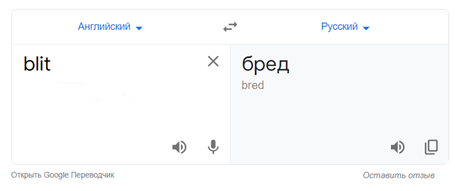 Английский Русский
blit бред
bred
Открыть Google Переводчик Оставить отзыв